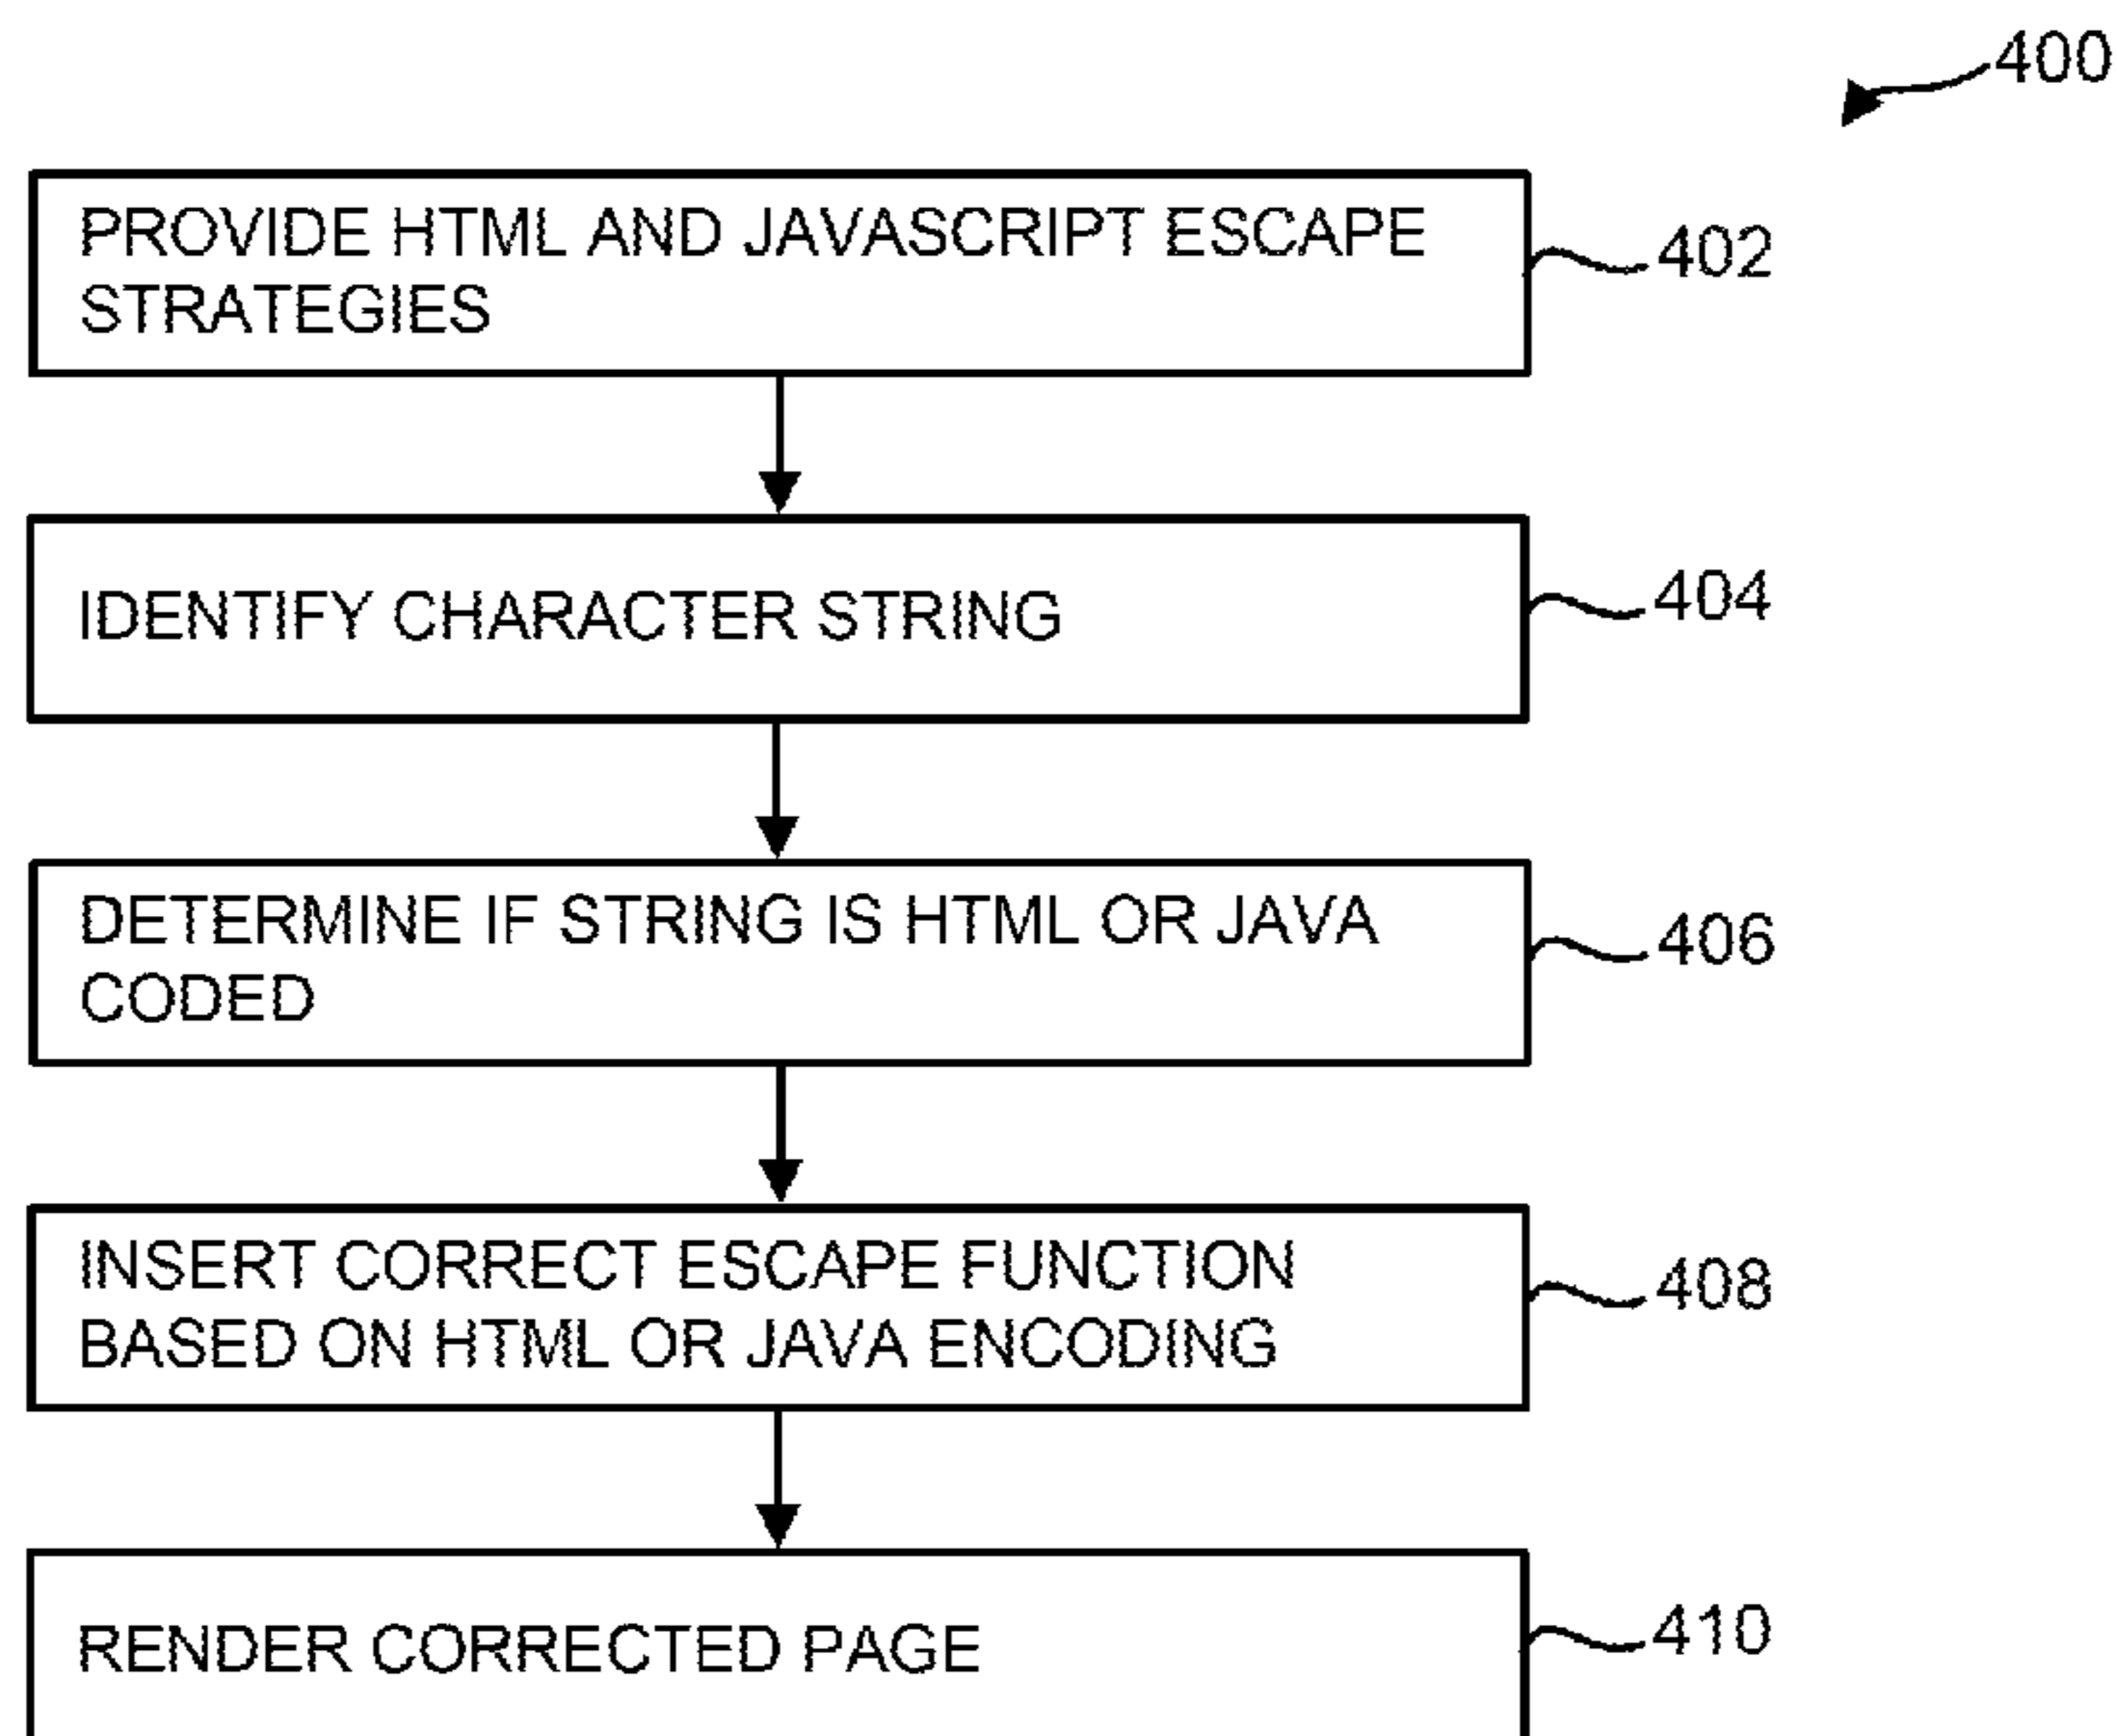 400
PROVIDE HTML AND JAVASCRIPT ESCAPE
STRATEGIES
402
IDENTIFY CHARACTER STRING
404
DETERMINE IF STRING IS HTML OR JAVA
CODED
406
INSERT CORRECT ESCAPE FUNCTION
BASED ON HTML OR JAVA ENCODING
408
RENDER CORRECTED PAGE
410